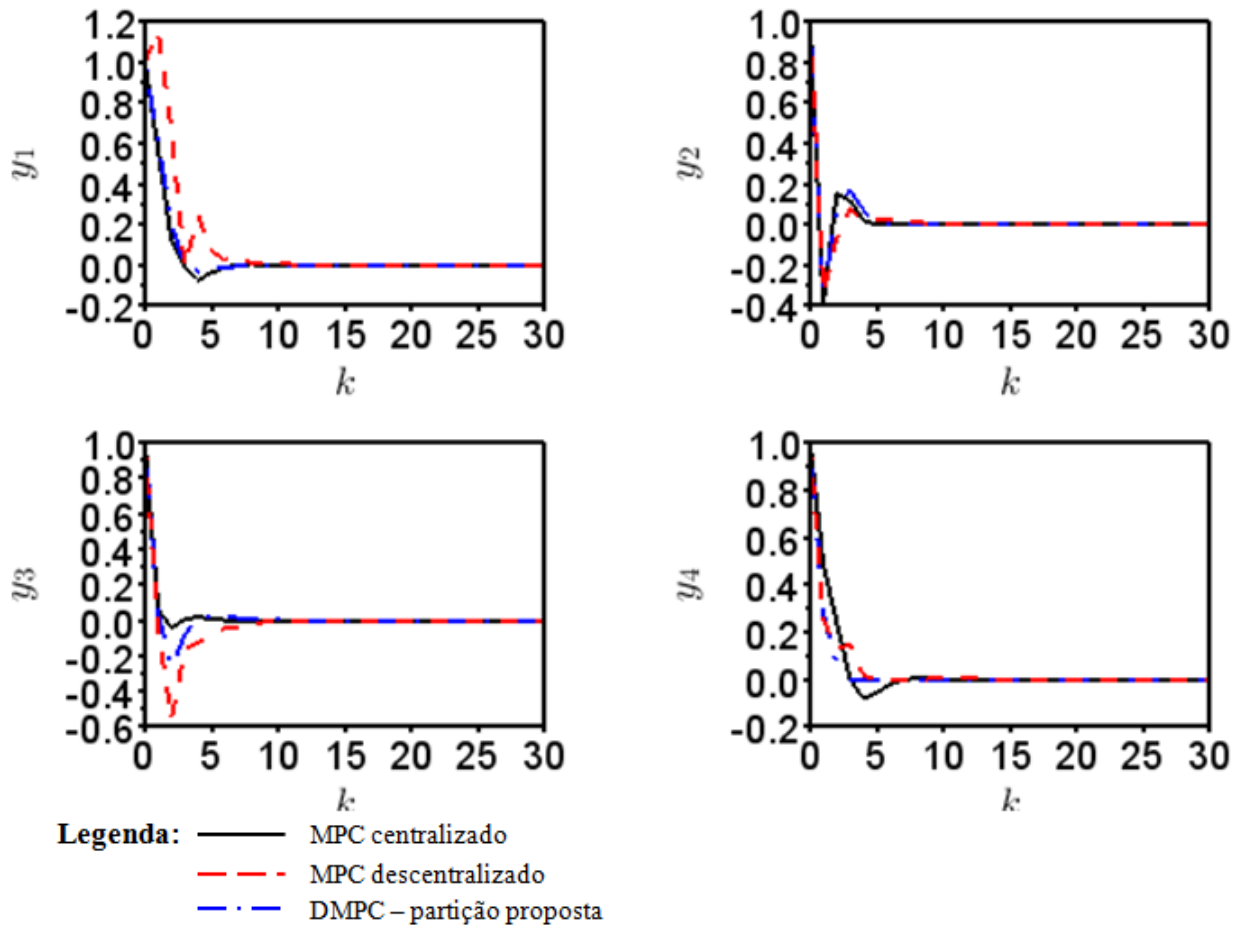 1.2
1.0
0.8
0.6
0.4
0.2
0.0
-0.2
y1
0 5 10 15 20 25 30
k
1.0
0.8
0.6
0.4
0.2
0.0
-0.2
-0.4
y2
0 5 10 15 20 25 30
k
1.0
0.8
0.6
0.4
0.2
0.0
-0.2
-0.4
-0.6
y3
0 5 10 15 20 25 30
k
1.0
0.8
0.6
0.4
0.2
0.0
-0.2
y4
0 5 10 15 20 25 30
k
Legenda: MPC centralizado
MPC descentralizado
DMPC – partição proposta